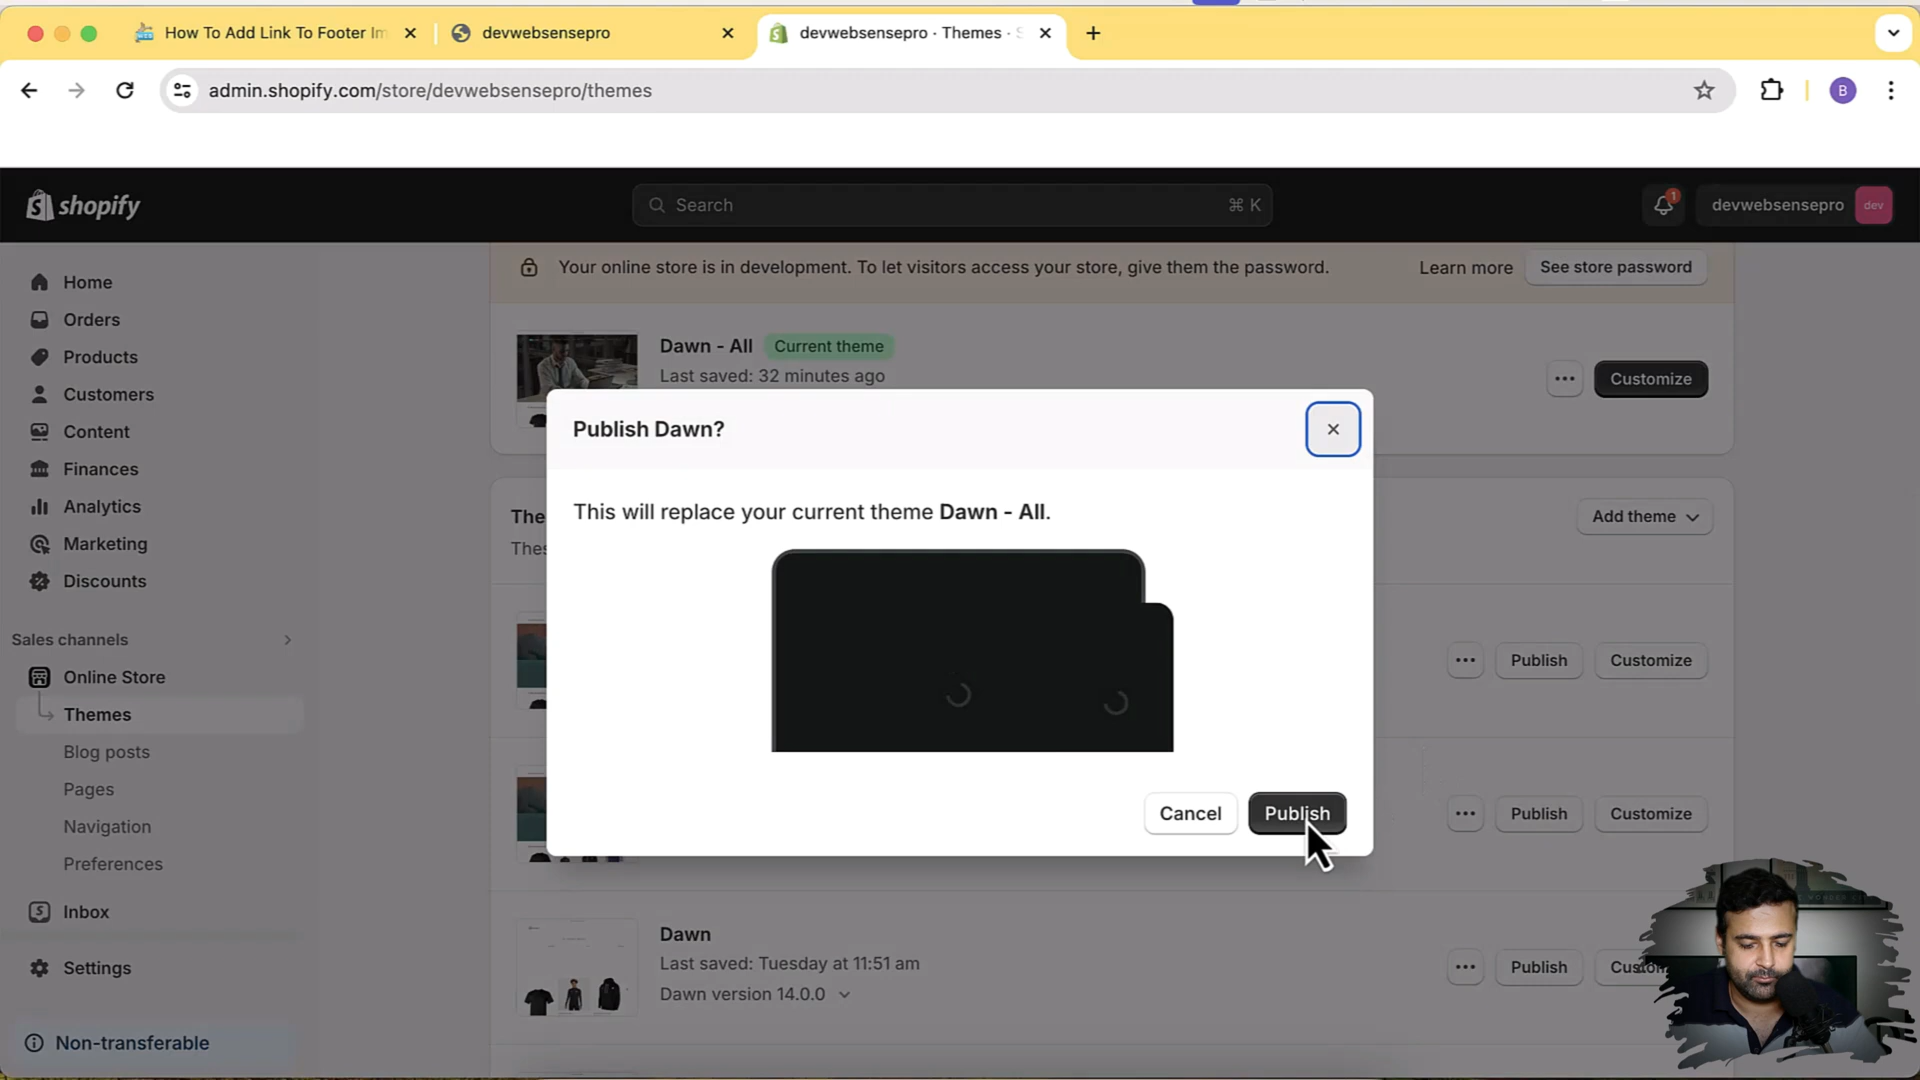 How To Add Link To Footer Im
devwebsensepro
devwebsensepro · Themes · S
admin.shopify.com/store/devwebsensepro/themes
B
shopify
Search
⌘ K
1
devwebsensepro
dev
Home
Orders
Products
Customers
Content
Finances
Analytics
Marketing
Discounts
Sales channels
Online Store
Themes
Blog posts
Pages
Navigation
Preferences
Inbox
Settings
Non-transferable
Your online store is in development. To let visitors access your store, give them the password.
Learn more
See store password
Dawn - All
Current theme
Last saved: 32 minutes ago
Customize
Publish Dawn?
This will replace your current theme Dawn - All.
Cancel
Publish
Add theme
Publish
Customize
Publish
Customize
Dawn
Last saved: Tuesday at 11:51 am
Dawn version 14.0.0
Publish